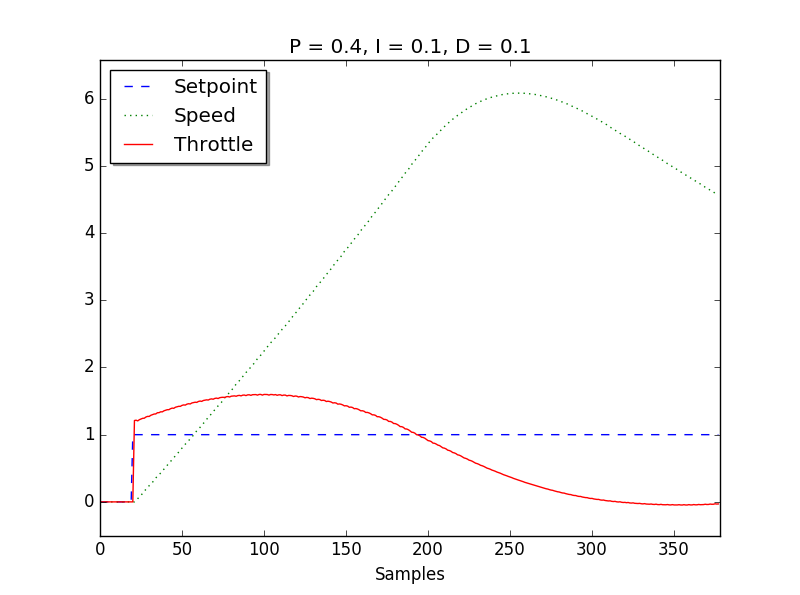 P = 0.4, I = 0.1, D = 0.1
Setpoint
Speed
Throttle
6
5
4
3
2
1
0
0 50 100 150 200 250 300 350
Samples